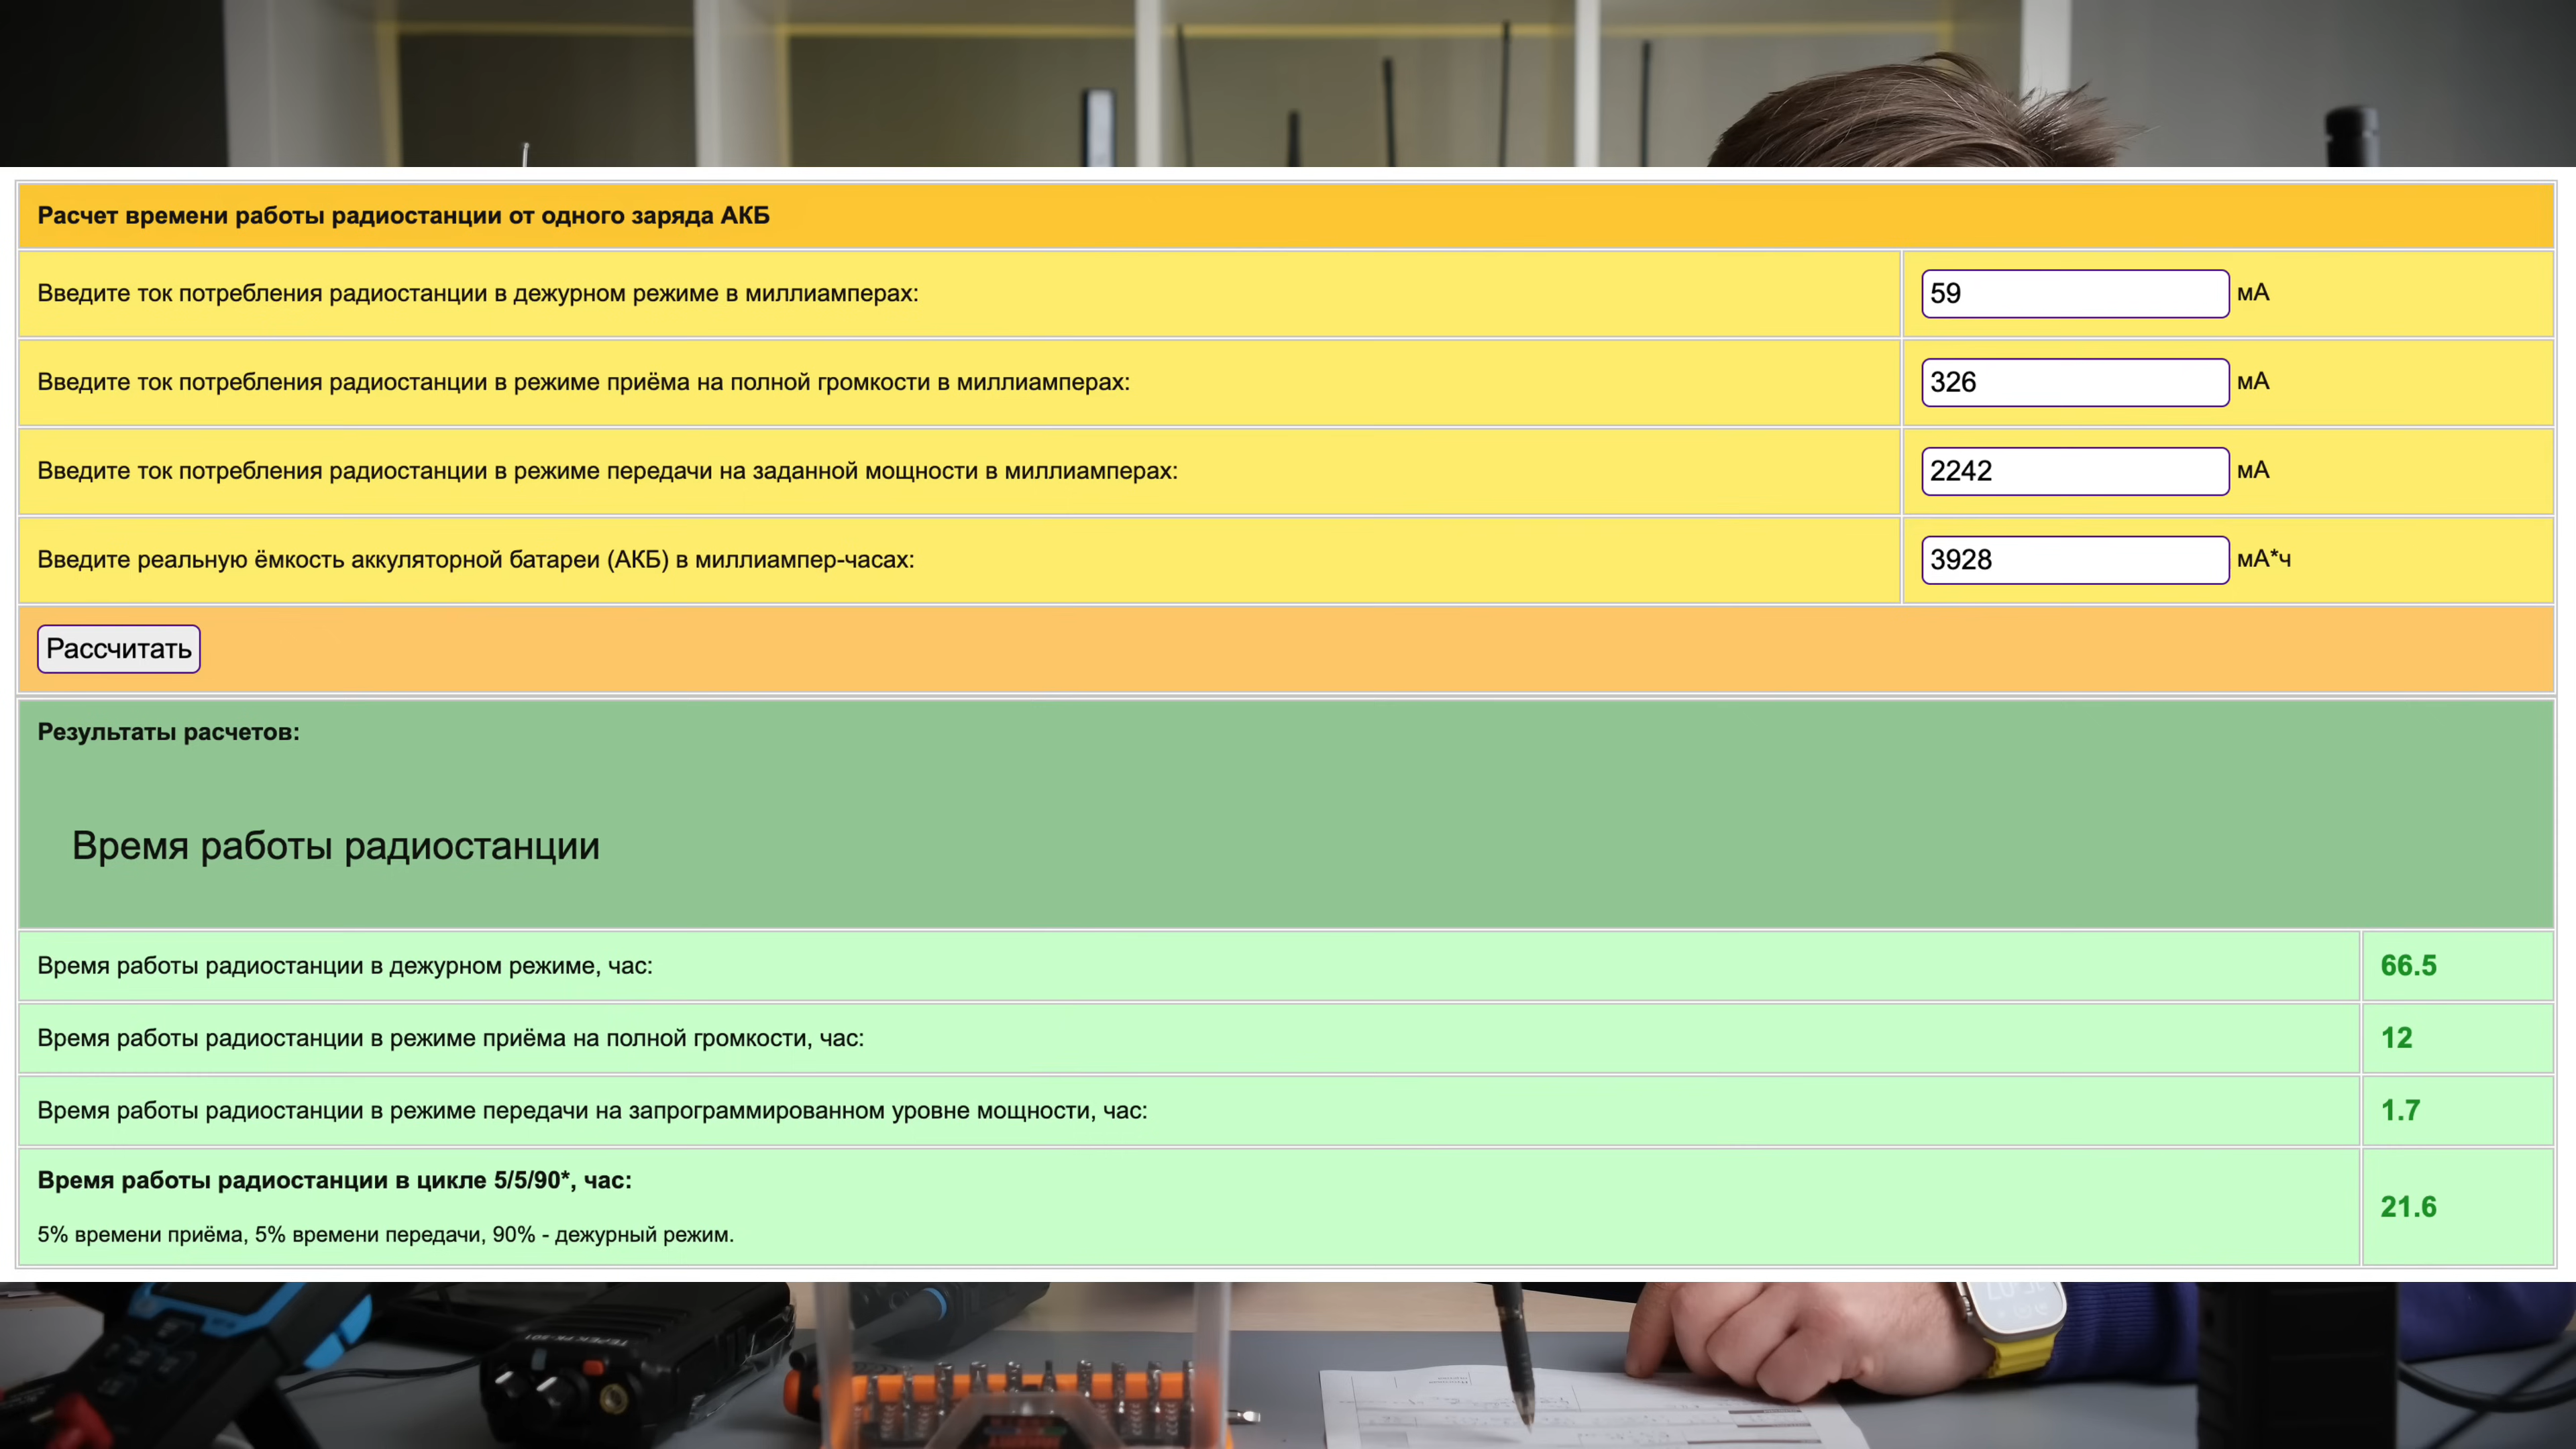 Расчет времени работы радиостанции от одного заряда АКБ
Введите ток потребления радиостанции в дежурном режиме в миллиамперах: 59 мА
Введите ток потребления радиостанции в режиме приёма на полной громкости в миллиамперах: 326 мА
Введите ток потребления радиостанции в режиме передачи на заданной мощности в миллиамперах: 2242 мА
Введите реальную ёмкость аккуляторной батареи (АКБ) в миллиампер-часах: 3928 мА*ч
Рассчитать
Результаты расчетов:
Время работы радиостанции
Время работы радиостанции в дежурном режиме, час: 66.5
Время работы радиостанции в режиме приёма на полной громкости, час: 12
Время работы радиостанции в режиме передачи на запрограммированном уровне мощности, час: 1.7
Время работы радиостанции в цикле 5/5/90*, час: 21.6
5% времени приёма, 5% времени передачи, 90% - дежурный режим.